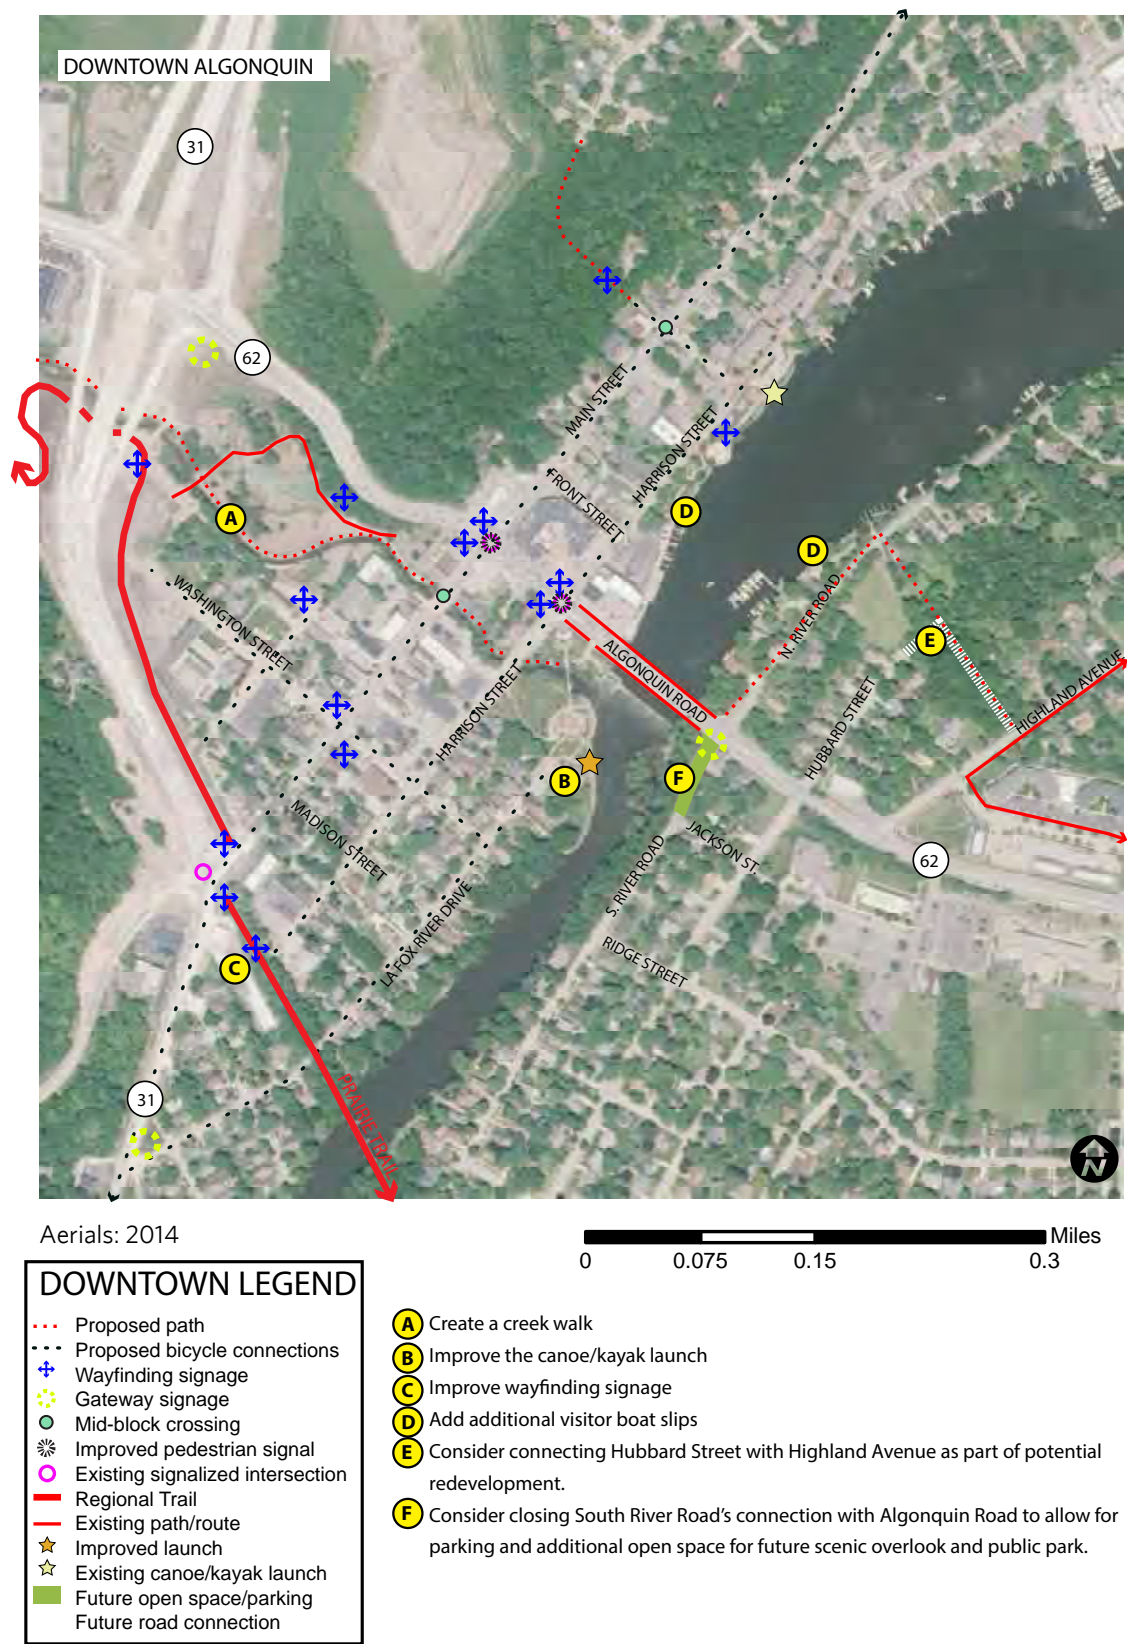 DOWNTOWN ALGONQUIN
31
62
MAIN STREET
HARRISON STREET
FRONT STREET
A
D
D
N. RIVER ROAD
E
WASHINGTON STREET
ALGONQUIN ROAD
HIGHLAND AVENUE
HARRISON STREET
HUBBARD STREET
B
F
MADISON STREET
JACKSON ST.
62
S. RIVER ROAD
LA FOX RIVER DRIVE
RIDGE STREET
C
PRAIRIE TRAIL
31
N
Aerials: 2014
Miles
0 0.075 0.15 0.3
DOWNTOWN LEGEND
Proposed path
Proposed bicycle connections
Wayfinding signage
Gateway signage
Mid-block crossing
Improved pedestrian signal
Existing signalized intersection
Regional Trail
Existing path/route
Improved launch
Existing canoe/kayak launch
Future open space/parking
Future road connection
A Create a creek walk
B Improve the canoe/kayak launch
C Improve wayfinding signage
D Add additional visitor boat slips
E Consider connecting Hubbard Street with Highland Avenue as part of potential
redevelopment.
F Consider closing South River Road's connection with Algonquin Road to allow for
parking and additional open space for future scenic overlook and public park.